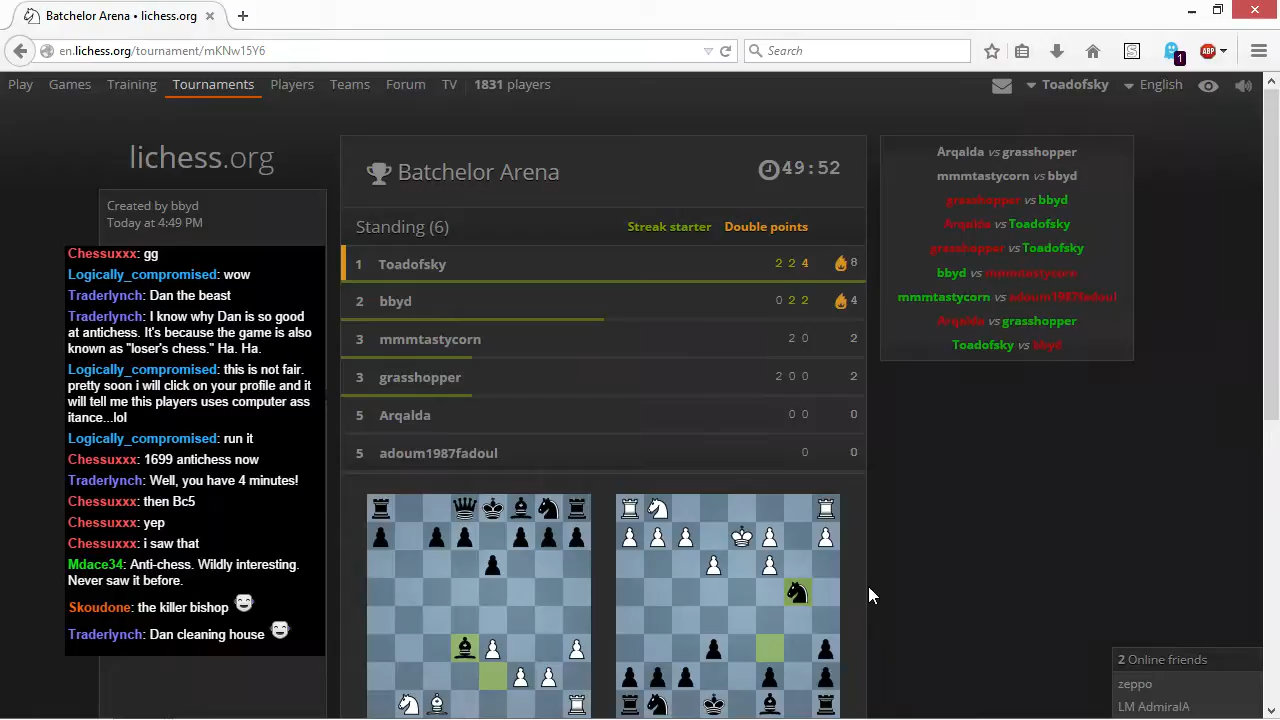 Batchelor Arena • lichess.org
en.lichess.org/tournament/mKNw15Y6
Search
S
1
ABP
Play Games Training Tournaments Players Teams Forum TV 1831 players
Toadofsky English
lichess.org
Created by bbyd
Today at 4:49 PM
Chessuxxx: gg
Logically_compromised: wow
Traderlynch: Dan the beast
Traderlynch: I know why Dan is so good
at antichess. It's because the game is also
known as "loser's chess." Ha. Ha.
Logically_compromised: this is not fair.
pretty soon i will click on your profile and it
will tell me this players uses computer ass
itance...lol
Logically_compromised: run it
Chessuxxx: 1699 antichess now
Traderlynch: Well, you have 4 minutes!
Chessuxxx: then Bc5
Chessuxxx: yep
Chessuxxx: i saw that
Mdace34: Anti-chess. Wildly interesting.
Never saw it before.
Skoudone: the killer bishop
Traderlynch: Dan cleaning house
Batchelor Arena 49:52
Standing (6) Streak starter Double points
1 Toadofsky 2 2 4 8
2 bbyd 0 2 2 4
3 mmmtastycorn 2 0 2
3 grasshopper 2 0 0 2
5 Arqalda 0 0 0
5 adoum1987fadoul 0 0
Arqalda vs grasshopper
mmmtastycorn vs bbyd
grasshopper vs bbyd
Arqalda vs Toadofsky
grasshopper vs Toadofsky
bbyd vs mmmtastycorn
mmmtastycorn vs adoum1987fadoul
Arqalda vs grasshopper
Toadofsky vs bbyd
2 Online friends
zeppo
LM AdmiralA